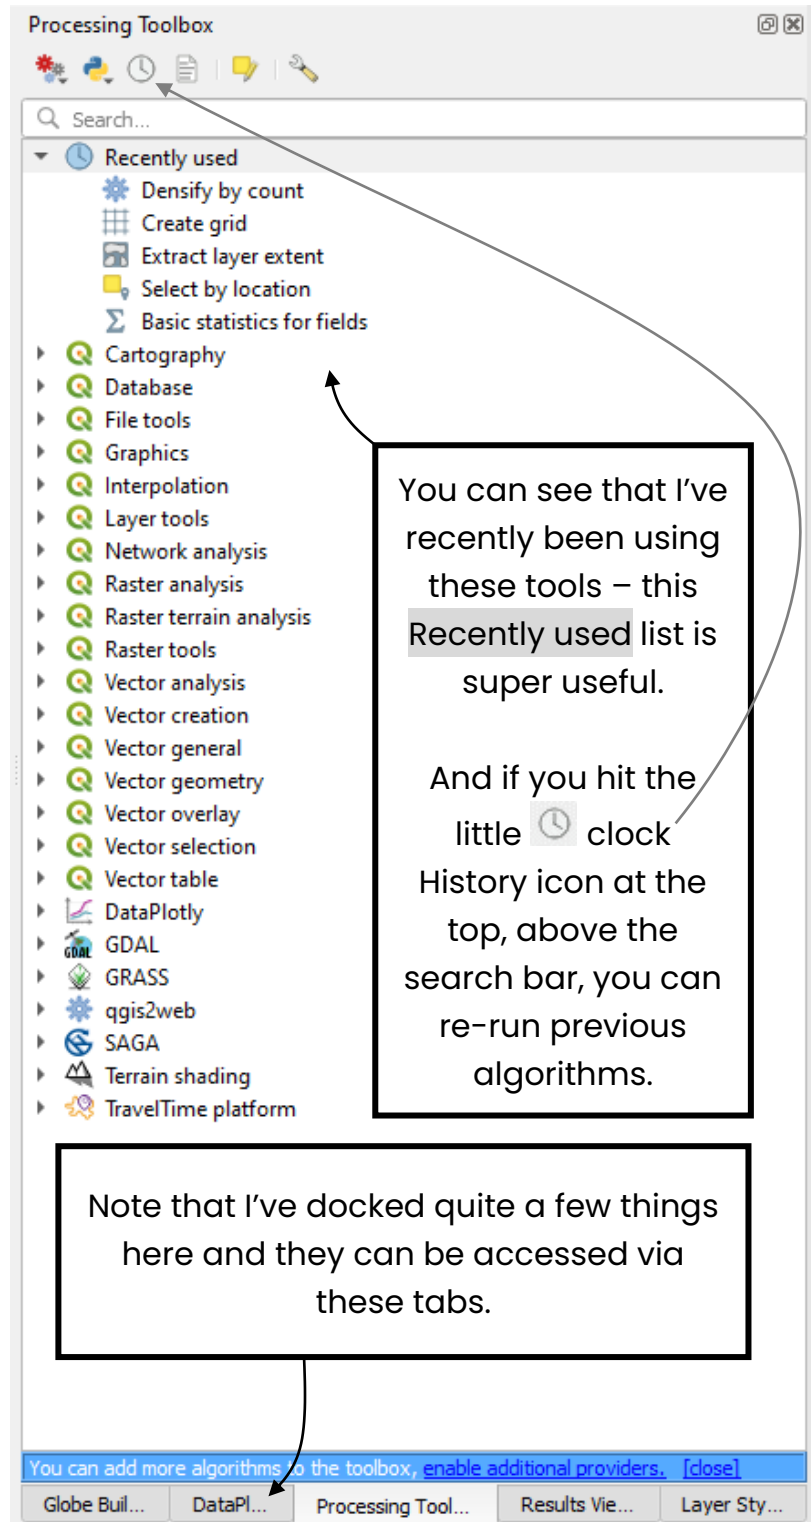 Processing Toolbox
Search...
Recently used
Densify by count
Create grid
Extract layer extent
Select by location
Basic statistics for fields
Cartography
Database
File tools
Graphics
Interpolation
Layer tools
Network analysis
Raster analysis
Raster terrain analysis
Raster tools
Vector analysis
Vector creation
Vector general
Vector geometry
Vector overlay
Vector selection
Vector table
DataPlotly
GDAL
GRASS
qgis2web
SAGA
Terrain shading
TravelTime platform
You can see that I’ve
recently been using
these tools – this
Recently used list is
super useful.
And if you hit the
little clock
History icon at the
top, above the
search bar, you can
re-run previous
algorithms.
Note that I’ve docked quite a few things
here and they can be accessed via
these tabs.
You can add more algorithms to the toolbox, enable additional providers. [close]
Globe Buil... DataPl... Processing Tool... Results Vie... Layer Sty...